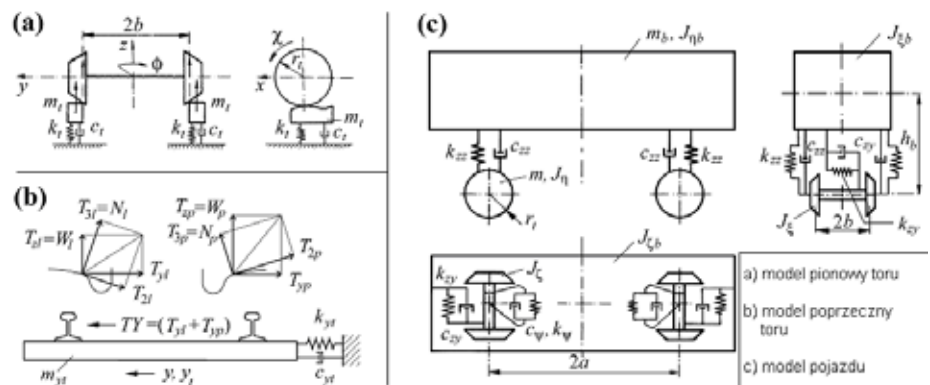 (a)
2b
z
ϕ
y
m_t
m_t
k_t c_t
k_t c_t
χ
r_t
x
m_t
k_t c_t
(b)
T_3l=N_l
T_zl=W_l
T_yl
T_2l
T_zp=W_p
T_3p=N_p
T_2p
T_yp
TY=(T_yl+T_yp)
k_yt
c_yt
m_yt
y, y_t
(c)
m_b, J_ηb
k_zz
c_zz
c_zz
k_zz
m, J_η
r_t
J_ξb
c_zz
c_zy
k_zz
h_b
J_ξ
2b
k_zy
J_ζb
k_zy
J_ζ
c_zy
c_ψ, k_ψ
2a
a) model pionowy toru
b) model poprzeczny
toru
c) model pojazdu